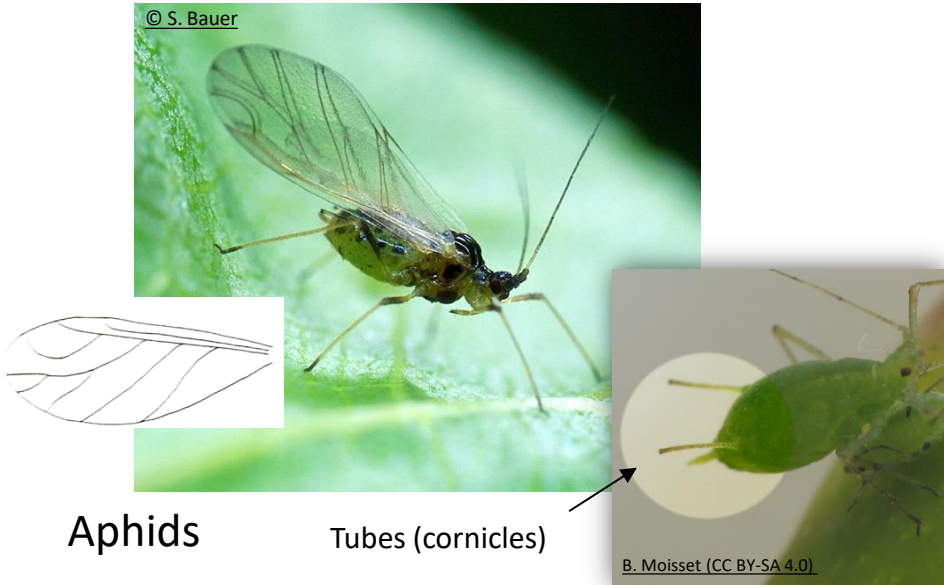 © S. Bauer
Aphids
Tubes (cornicles)
B. Moisset (CC BY-SA 4.0)